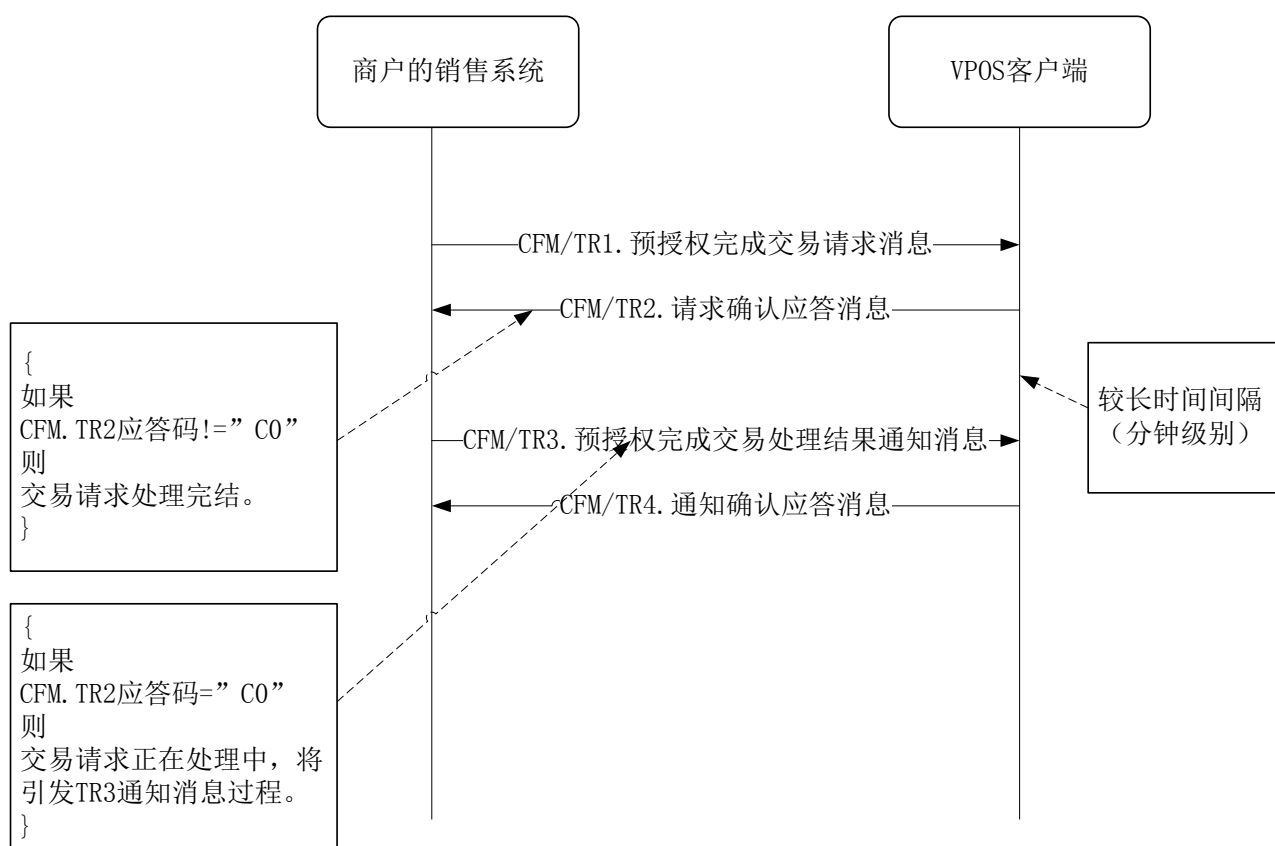 商户的销售系统
VPOS客户端
CFM/TR1.预授权完成交易请求消息
CFM/TR2.请求确认应答消息
{
如果
CFM.TR2应答码!=”C0”
则
交易请求处理完结。
}
较长时间间隔
（分钟级别）
CFM/TR3.预授权完成交易处理结果通知消息
CFM/TR4.通知确认应答消息
{
如果
CFM.TR2应答码=”C0”
则
交易请求正在处理中，将
引发TR3通知消息过程。
}